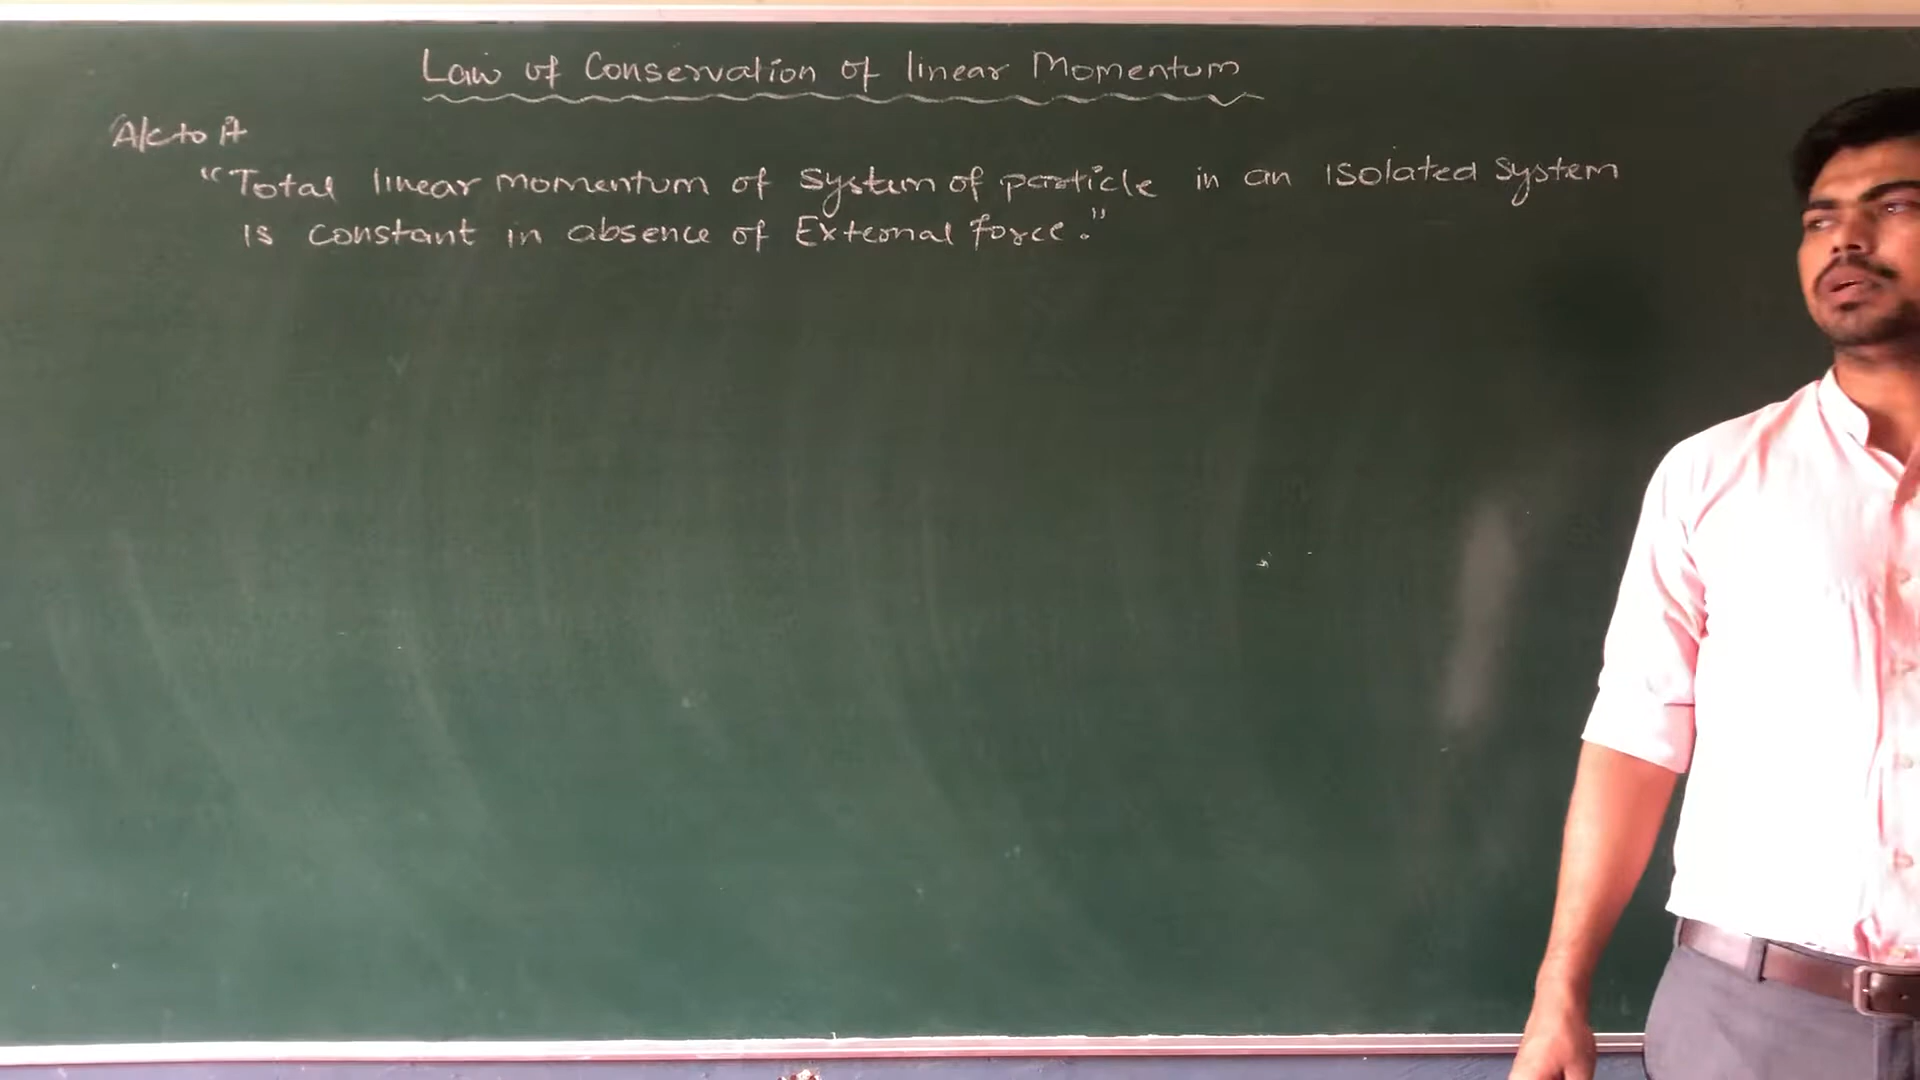 Law of Conservation of linear Momentum
A/c to it
"Total linear momentum of system of particle in an isolated system
is constant in absence of External force."